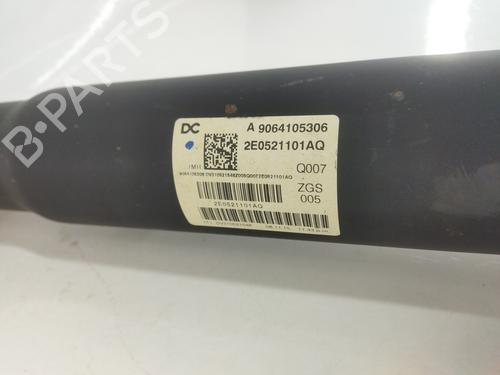 B-PARTS
DC
A 9064105306
2E0521101AQ
Q007
ZGS
005
2E0521101AQ